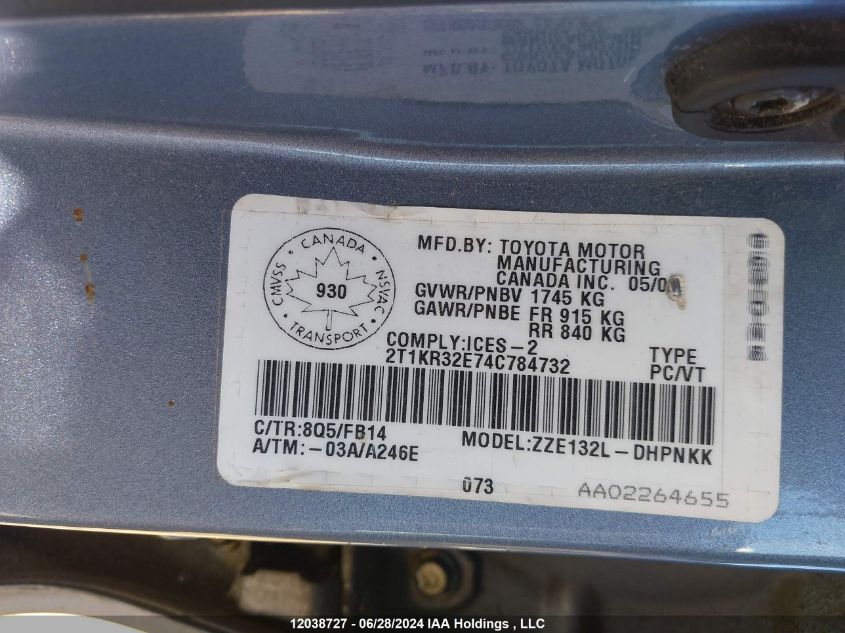 CANADA
CMVSS
NSVAC
930
TRANSPORT
MFD.BY: TOYOTA MOTOR
MANUFACTURING
CANADA INC.
GVWR/PNBV 1745 KG
GAWR/PNBE FR 915 KG
RR 840 KG
COMPLY:ICES-2
2T1KR32E74C784732
TYPE
PC/VT
C/TR:8Q5/FB14
MODEL:ZZE132L-DHPNKK
A/TM:-03A/A246E
073
AA02264655
12038727 - 06/28/2024 IAA Holdings , LLC